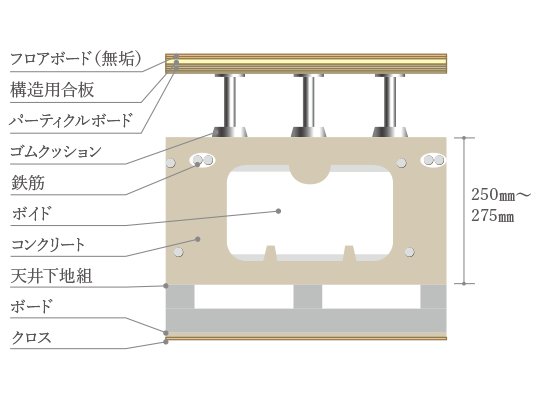 フロアボード(無垢)
構造用合板
パーティクルボード
ゴムクッション
鉄筋
ボイド
コンクリート
天井下地組
ボード
クロス
250㎜〜
275㎜